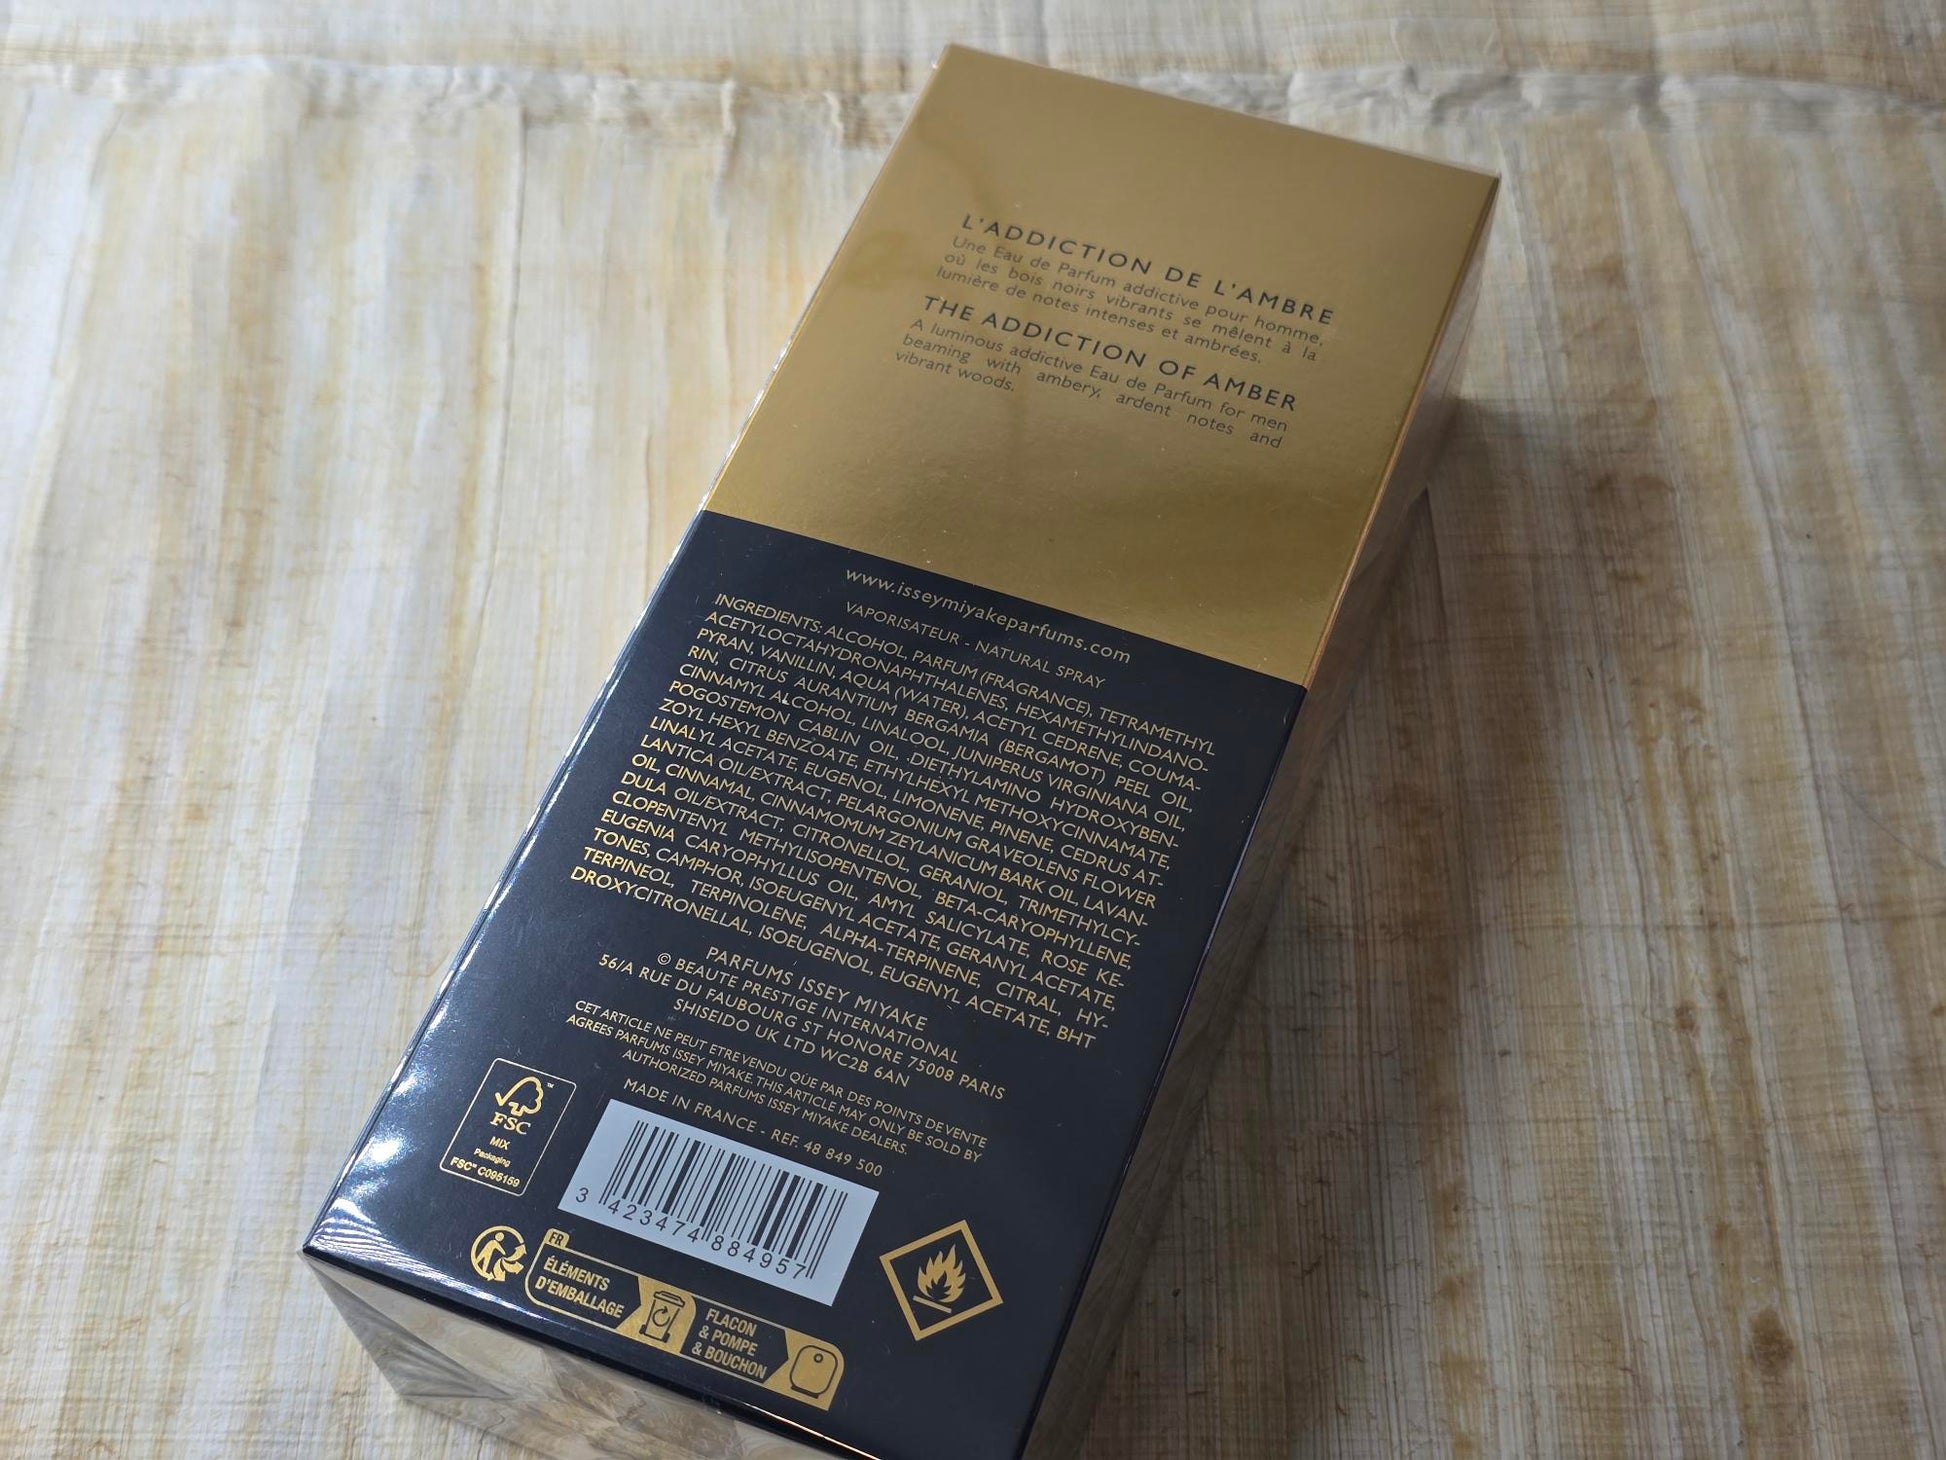 L'ADDICTION DE L'AMBRE
Une Eau de Parfum addictive pour homme,
où les bois noirs vibrants se mêlent à la
lumière de notes intenses et ambrées.
THE ADDICTION OF AMBER
A luminous addictive Eau de Parfum for men
beaming with ambery, ardent notes and
vibrant woods.
www.isseymiyakeparfums.com
VAPORISATEUR - NATURAL SPRAY
INGREDIENTS: ALCOHOL, PARFUM (FRAGRANCE), TETRAMETHYL
ACETYLOCTAHYDRONAPHTHALENES, HEXAMETHYLINDANO-
PYRAN, VANILLIN, AQUA (WATER), ACETYL CEDRENE, COUMA-
RIN, CITRUS AURANTIUM BERGAMIA (BERGAMOT) PEEL OIL,
CINNAMYL ALCOHOL, LINALOOL, JUNIPERUS VIRGINIANA OIL,
POGOSTEMON CABLIN OIL, DIETHYLAMINO HYDROXYBEN-
ZOYL HEXYL BENZOATE, ETHYLHEXYL METHOXYCINNAMATE,
LINALYL ACETATE, EUGENOL, LIMONENE, PINENE, CEDRUS AT-
LANTICA OIL/EXTRACT, PELARGONIUM GRAVEOLENS FLOWER
OIL, CINNAMAL, CINNAMOMUM ZEYLANICUM BARK OIL, LAVAN-
DULA OIL/EXTRACT, CITRONELLOL, GERANIOL, TRIMETHYLCY-
CLOPENTENYL METHYLISOPENTENOL, BETA-CARYOPHYLLENE,
EUGENIA CARYOPHYLLUS OIL, AMYL SALICYLATE, ROSE KE-
TONES, CAMPHOR, ISOEUGENYL ACETATE, GERANYL ACETATE,
TERPINEOL, TERPINOLENE, ALPHA-TERPINENE, CITRAL, HY-
DROXYCITRONELLAL, ISOEUGENOL, EUGENYL ACETATE, BHT
PARFUMS ISSEY MIYAKE
© BEAUTE PRESTIGE INTERNATIONAL
56/A RUE DU FAUBOURG ST HONORE 75008 PARIS
SHISEIDO UK LTD WC2B 6AN
CET ARTICLE NE PEUT ETRE VENDU QUE PAR DES POINTS DE VENTE
AGREES PARFUMS ISSEY MIYAKE. THIS ARTICLE MAY ONLY BE SOLD BY
AUTHORIZED PARFUMS ISSEY MIYAKE DEALERS.
MADE IN FRANCE - REF. 48 849 500
FSC™
MIX
Packaging
FSC® C095159
3 423474 884957
FR
ÉLÉMENTS
D'EMBALLAGE
FLACON
& POMPE
& BOUCHON